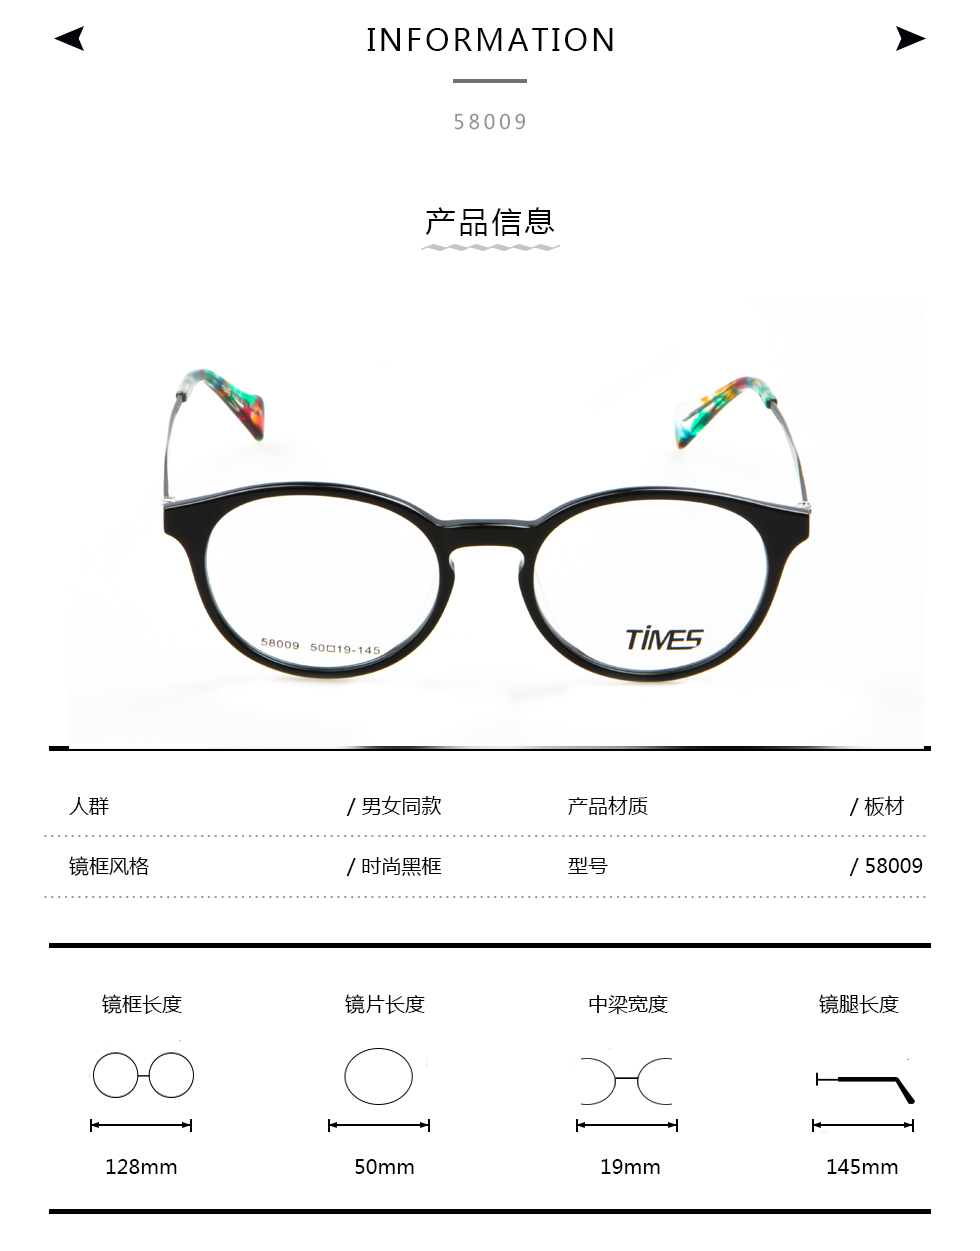 INFORMATION
58009
产品信息
58009 50□19-145
TiMES
人群 / 男女同款 产品材质 / 板材
镜框风格 / 时尚黑框 型号 / 58009
镜框长度 镜片长度 中梁宽度 镜腿长度
128mm 50mm 19mm 145mm